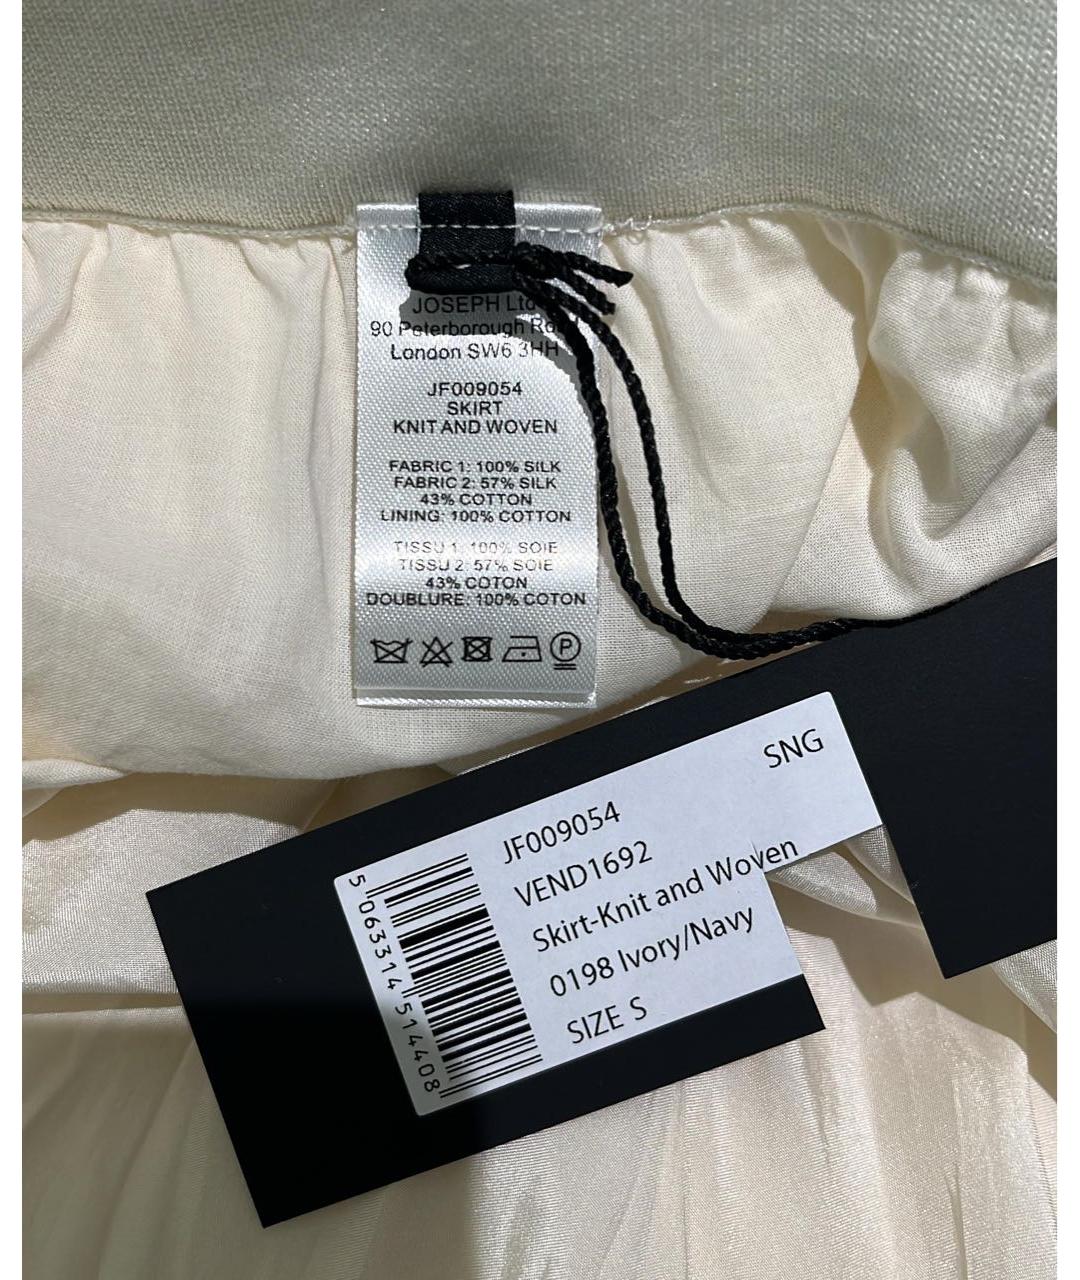 JOSEPH Ltd
90 Peterborough
London SW6 3HH
JF009054
SKIRT
KNIT AND WOVEN
FABRIC 1: 100% SILK
FABRIC 2: 57% SILK
43% COTTON
LINING: 100% COTTON
TISSU 1: 100% SOIE
TISSU 2: 57% SOIE
43% COTON
DOUBLURE: 100% COTON
P
SNG
JF009054
VEND1692
Skirt-Knit and Woven
0198 Ivory/Navy
SIZE S
5 063314 514408